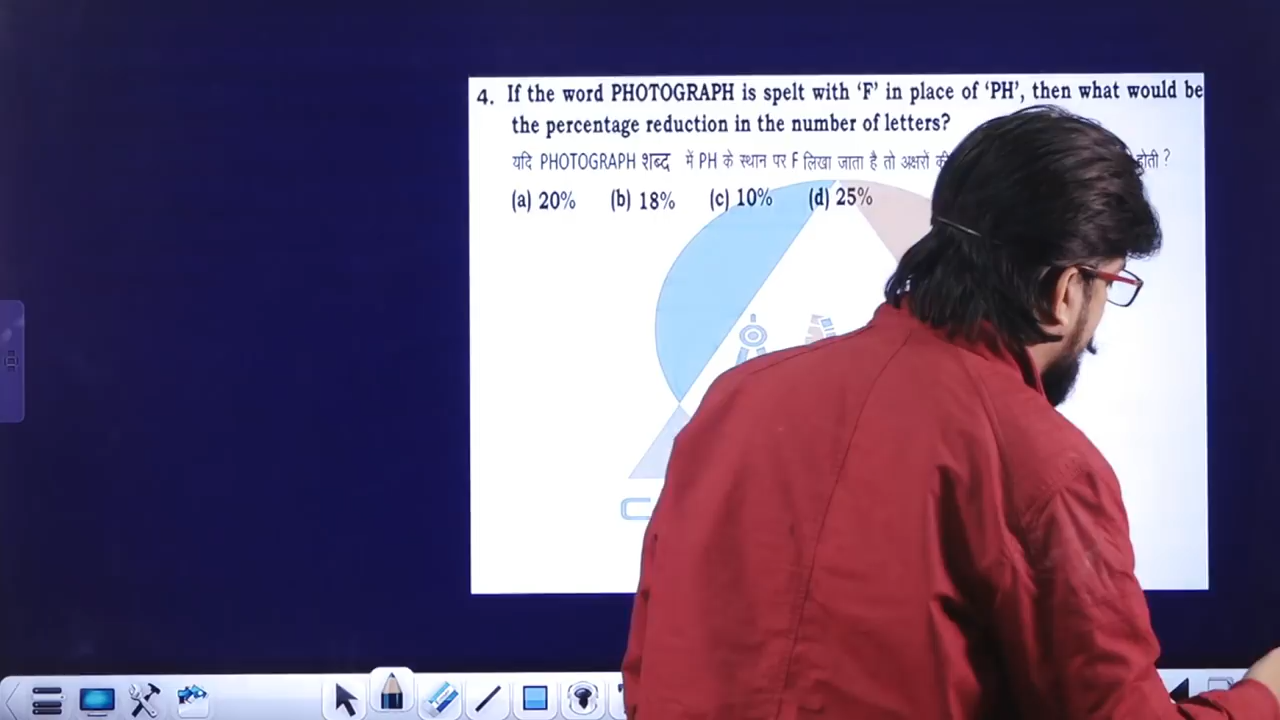 4. If the word PHOTOGRAPH is spelt with ‘F’ in place of ‘PH’, then what would be
the percentage reduction in the number of letters?
यदि PHOTOGRAPH शब्द में PH के स्थान पर F लिखा जाता है तो अक्षरों की होती ?
(a) 20% (b) 18% (c) 10% (d) 25%